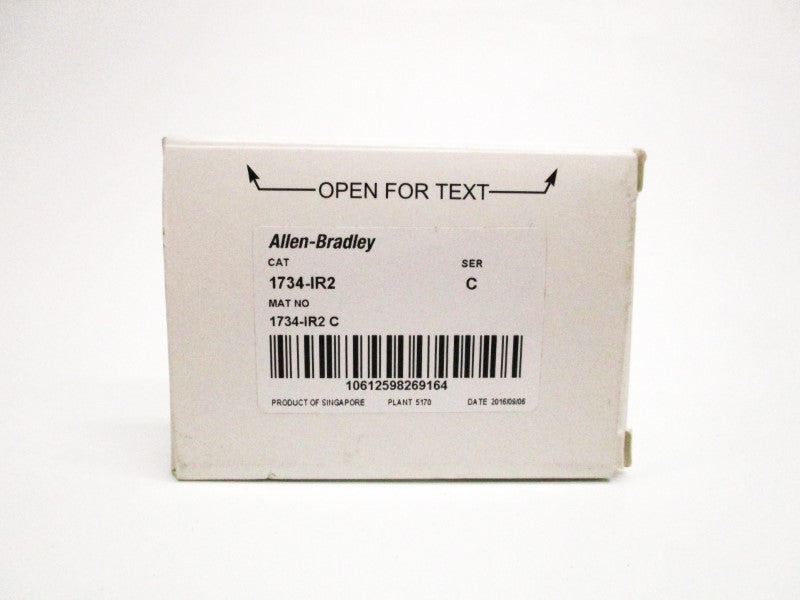 OPEN FOR TEXT
Allen-Bradley
CAT SER
1734-IR2 C
MAT NO
1734-IR2 C
10612598269164
PRODUCT OF SINGAPORE PLANT 5170 DATE 2016/09/06